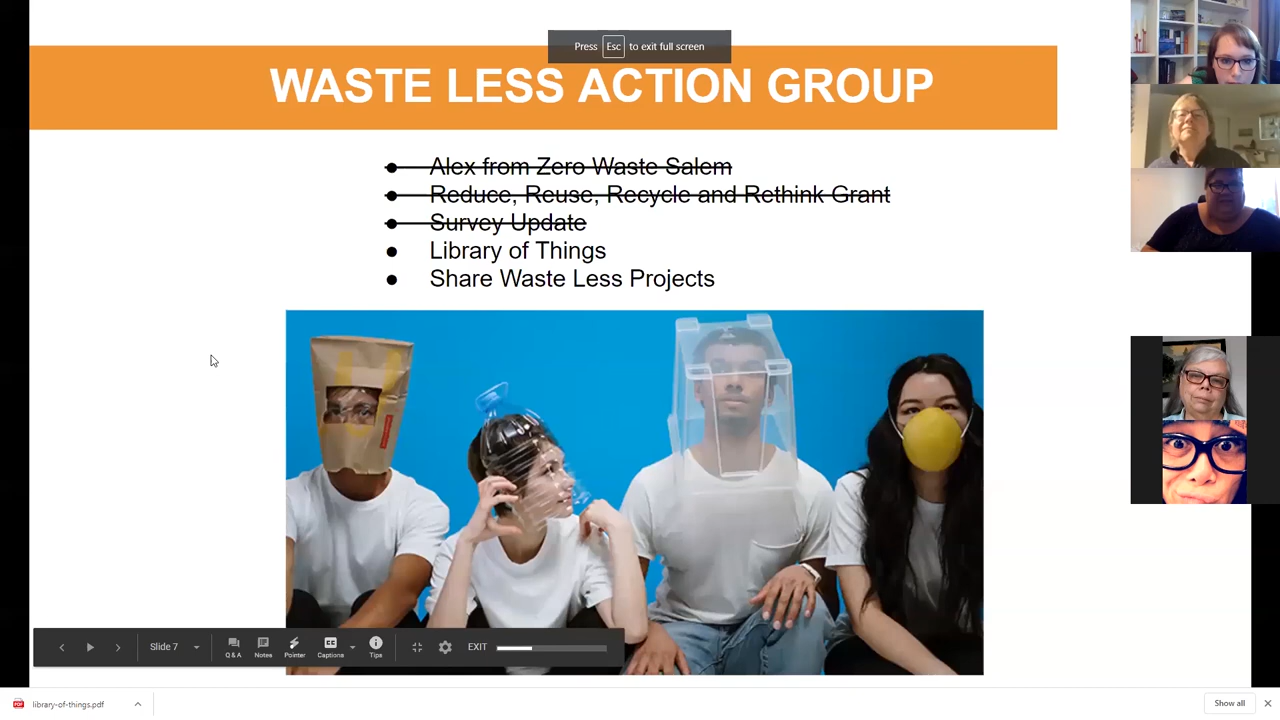 Press Esc to exit full screen
WASTE LESS ACTION GROUP
Alex from Zero Waste Salem
Reduce, Reuse, Recycle and Rethink Grant
Survey Update
Library of Things
Share Waste Less Projects
Slide 7
Q & A
Notes
Pointer
CC
Captions
Tips
EXIT
PDF
library-of-things.pdf
Show all